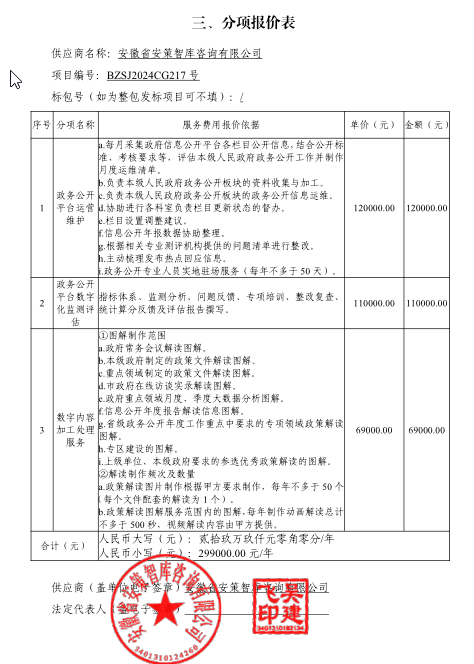 三、分项报价表
供应商名称：安徽省安策智库咨询有限公司
项目编号：BZSJ2024CG217 号
标包号（如为整包发标项目可不填）：/
序号 分项名称 服务费用报价依据 单价（元） 金额（元）
1 政务公开平台运营维护
a.每月采集政府信息公开平台各栏目公开信息,结合公开标
准、考核要求等，评估本级人民政府政务公开工作并制作
月度运维清单。
b.负责本级人民政府政务公开板块的资料收集与加工。
c.负责本级人民政府政务公开板块的政务公开信息运维。
d.协助进行各科室负责栏目更新状态的督办。
e.栏目设置调整建议。
f.信息公开年报数据协助整理。
g.根据相关专业测评机构提供的问题清单进行整改。
h.主动梳理发布热点回应信息。
i.政务公开专业人员实地驻场服务（每年不多于 50 天）。
120000.00 120000.00
2 政务公开平台数字化监测评估
指标体系、监测分析、问题反馈、专项培训、整改复查、
统计算分反馈及评估报告撰写。
110000.00 110000.00
3 数字内容加工处理服务
①图解制作范围
a.政府常务会议解读图解。
b.本级政府制定的政策文件解读图解。
c.重点领域制定的政策文件解读图解。
d.市政府在线访谈实录解读图解。
e.政府重点领域月度、季度大数据分析图解。
f.信息公开年度报告解读信息图解。
g.省级政务公开年度工作重点中要求的专项领域政策解读
图解。
h.专区建设的图解。
i.上级单位、本级政府要求的参选优秀政策解读的图解。
②解读制作频次及数量
a.政策解读图片制作根据甲方要求制作，每年不多于 50 个
（每个文件配套的解读为 1 个）。
b.政策解读图解服务范围内的图解,每年制作动画解读总计
不多于 500 秒，视频解读内容由甲方提供。
69000.00 69000.00
合计（元）
人民币大写（元）：贰拾玖万玖仟元零角零分/年
人民币小写（元）：299000.00 元/年
供应商（盖单位电子签章）安徽省安策智库咨询有限公司
法定代表人
安徽省安策智库咨询有限公司
3401310124260
吴建飞印